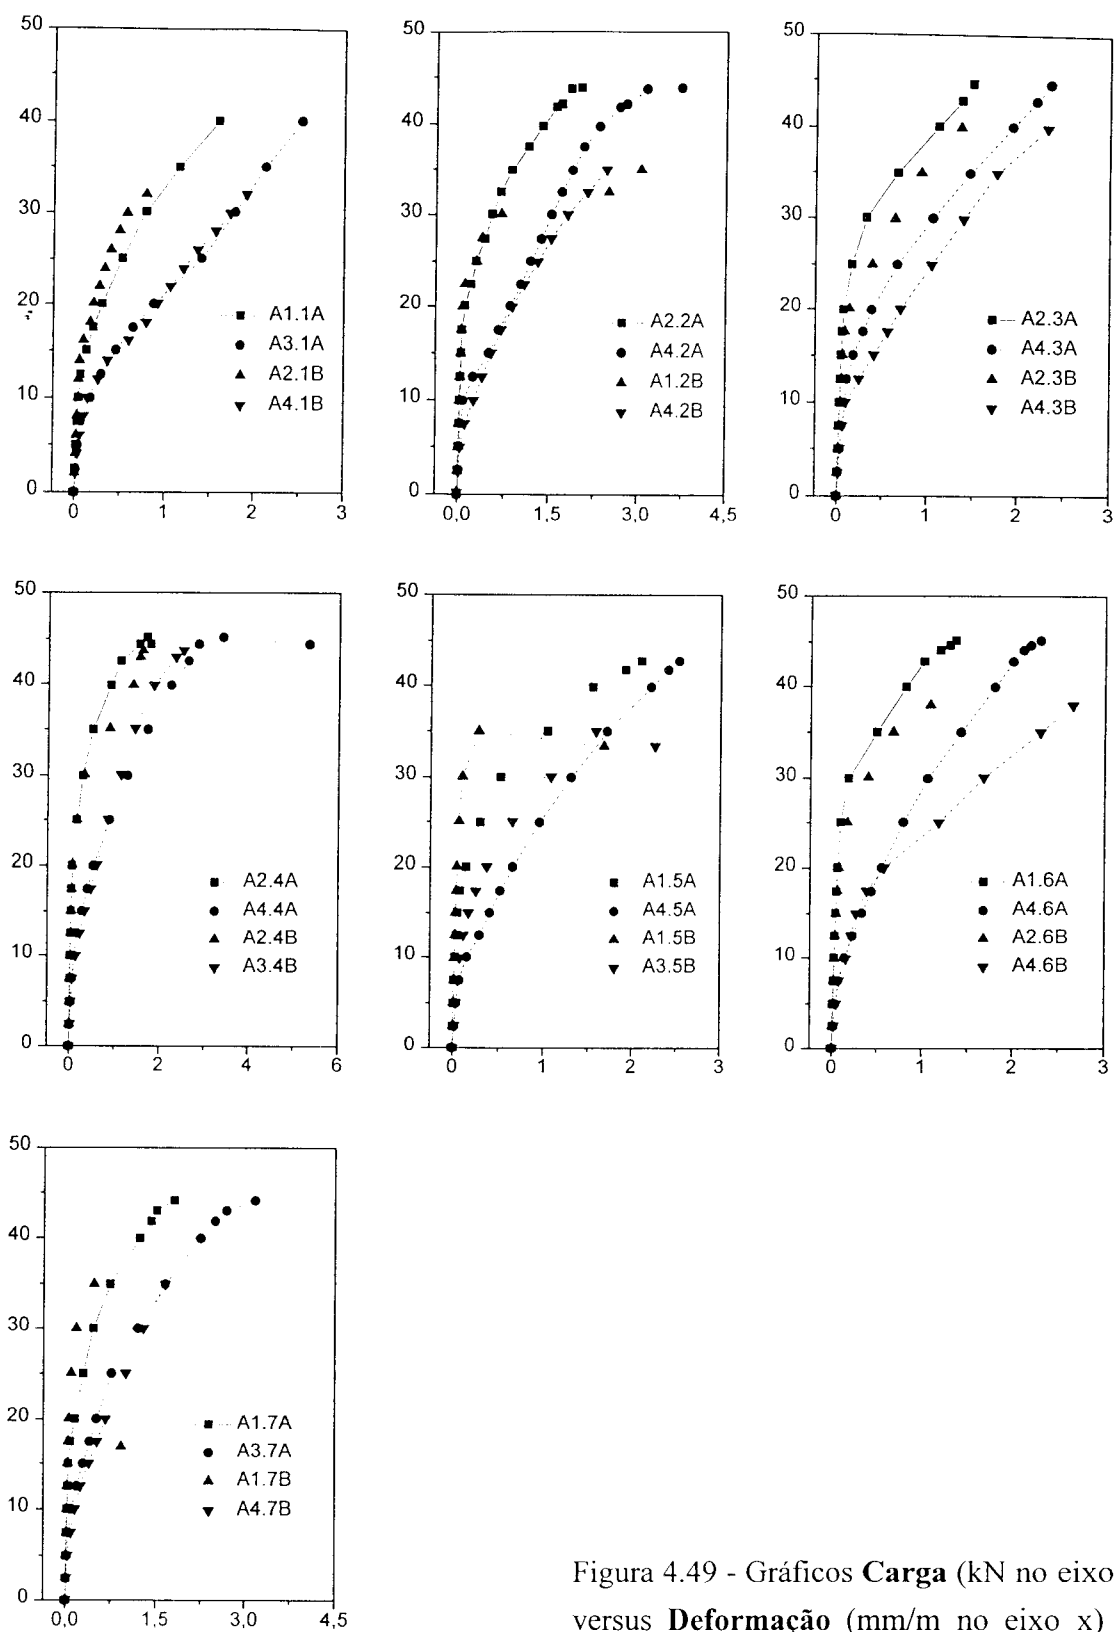 50
40
30
20
10
0
0
1
2
3
A1.1A
A3.1A
A2.1B
A4.1B
50
40
30
20
10
0
0,0
1,5
3,0
4,5
A2.2A
A4.2A
A1.2B
A4.2B
50
40
30
20
10
0
0
1
2
3
A2.3A
A4.3A
A2.3B
A4.3B
50
40
30
20
10
0
0
2
4
6
A2.4A
A4.4A
A2.4B
A3.4B
50
40
30
20
10
0
0
1
2
3
A1.5A
A4.5A
A1.5B
A3.5B
50
40
30
20
10
0
0
1
2
3
A1.6A
A4.6A
A2.6B
A4.6B
50
40
30
20
10
0
0,0
1,5
3,0
4,5
A1.7A
A3.7A
A1.7B
A4.7B
Figura 4.49 - Gráficos Carga (kN no eixo
versus Deformação (mm/m no eixo x)